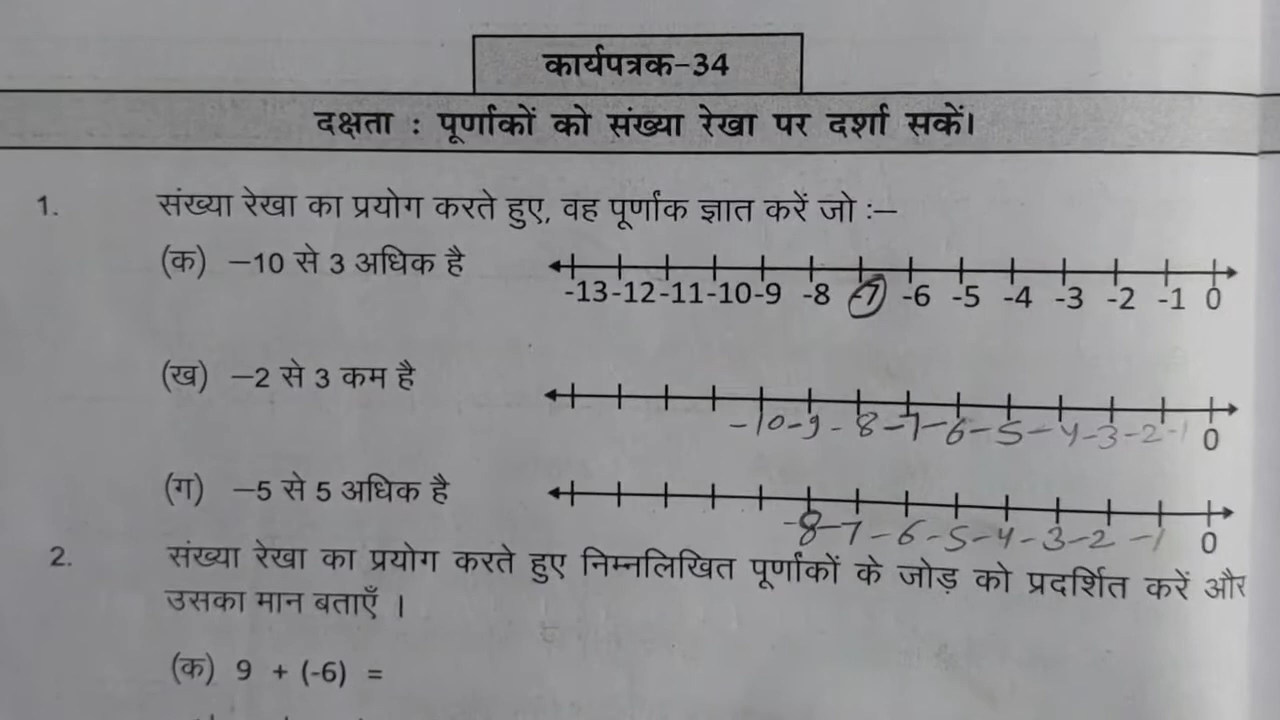 कार्यपत्रक-34
दक्षता : पूर्णाकों को संख्या रेखा पर दर्शा सकें।
1. संख्या रेखा का प्रयोग करते हुए, वह पूर्णांक ज्ञात करें जो :–
(क) –10 से 3 अधिक है
-13 -12 -11 -10 -9 -8 -7 -6 -5 -4 -3 -2 -1 0
(ख) –2 से 3 कम है
-10 -9 -8 -7 -6 -5 -4 -3 -2 -1 0
(ग) –5 से 5 अधिक है
-8 -7 -6 -5 -4 -3 -2 -1 0
2. संख्या रेखा का प्रयोग करते हुए निम्नलिखित पूर्णांकों के जोड़ को प्रदर्शित करें और
उसका मान बताएँ ।
(क) 9 + (-6) =